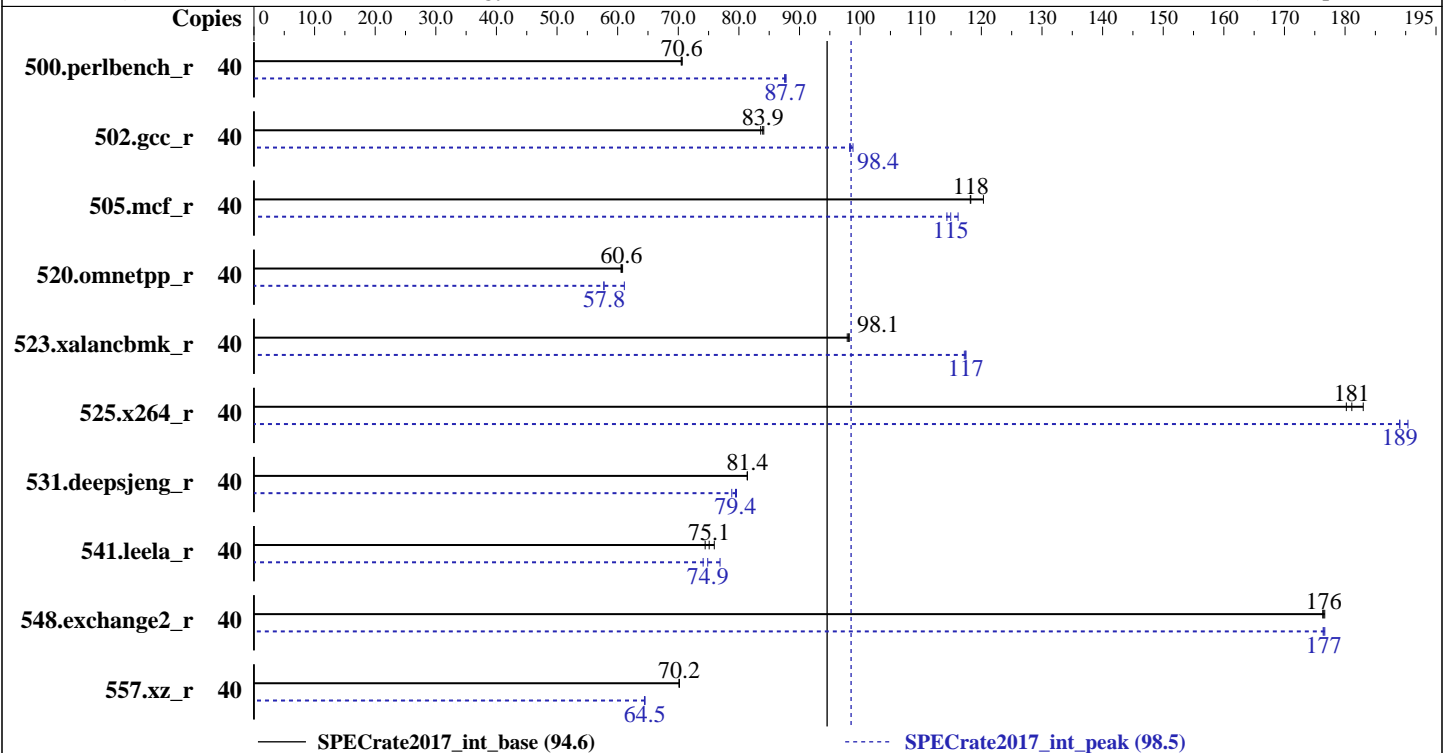 Copies 0 10.0 20.0 30.0 40.0 50.0 60.0 70.0 80.0 90.0 100 110 120 130 140 150 160 170 180 195
70.6
500.perlbench_r 40
87.7
83.9
502.gcc_r 40
98.4
118
505.mcf_r 40
115
60.6
520.omnetpp_r 40
57.8
98.1
523.xalancbmk_r 40
117
181
525.x264_r 40
189
81.4
531.deepsjeng_r 40
79.4
75.1
541.leela_r 40
74.9
176
548.exchange2_r 40
177
70.2
557.xz_r 40
64.5
SPECrate2017_int_base (94.6) SPECrate2017_int_peak (98.5)